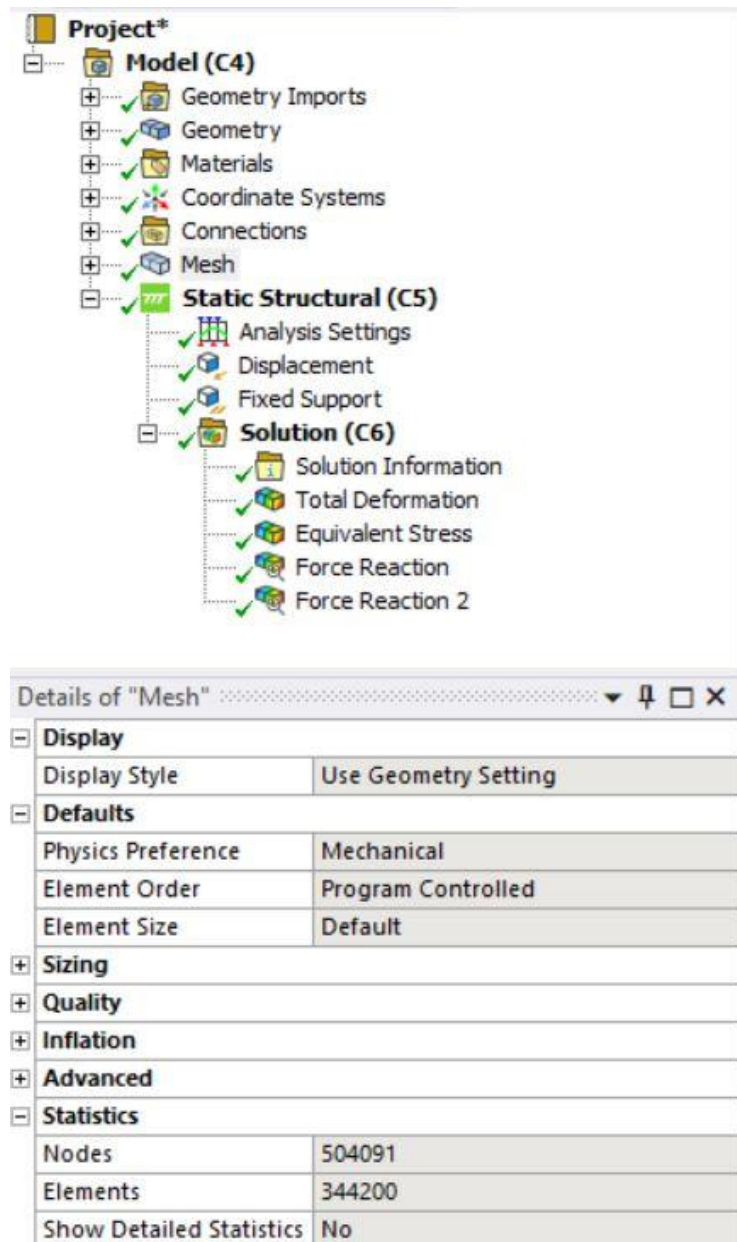 Project*
Model (C4)
Geometry Imports
Geometry
Materials
Coordinate Systems
Connections
Mesh
Static Structural (C5)
Analysis Settings
Displacement
Fixed Support
Solution (C6)
Solution Information
Total Deformation
Equivalent Stress
Force Reaction
Force Reaction 2
Details of "Mesh"
Display
Display Style Use Geometry Setting
Defaults
Physics Preference Mechanical
Element Order Program Controlled
Element Size Default
Sizing
Quality
Inflation
Advanced
Statistics
Nodes 504091
Elements 344200
Show Detailed Statistics No